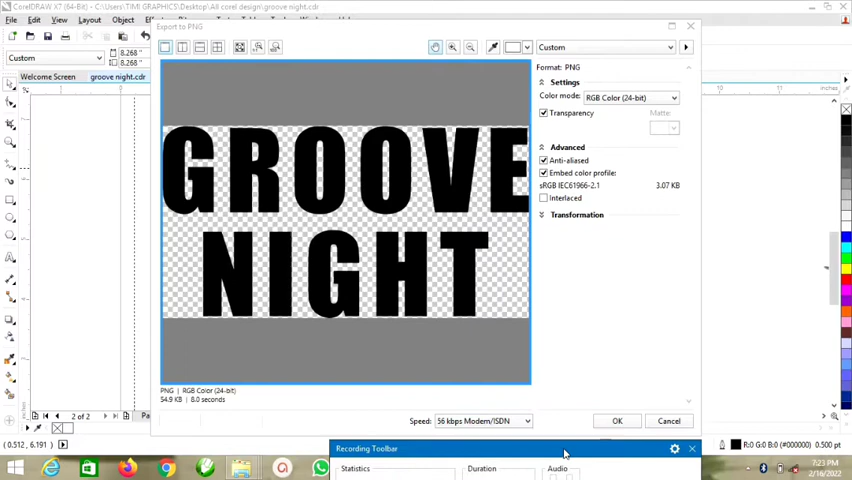 CorelDRAW X7 (64-Bit) - C:\Users\TIMI GRAPHICS\Desktop\All corel design\groove night.cdr
File Edit View Layout Object
Export to PNG
Custom
8.268 "
8.268 "
Custom
Welcome Screen
groove night.cdr
Format: PNG
Settings
Color mode: RGB Color (24-bit)
Transparency
Matte
Advanced
Anti-aliased
Embed color profile:
sRGB IEC61966-2.1 3.07 KB
Interlaced
Transformation
GROOVE
NIGHT
PNG | RGB Color (24-bit)
54.9 KB | 8.0 seconds
2 of 2
Pa
Speed: 56 kbps Modem/ISDN
OK
Cancel
(0.512, 6.191)
R:0 G:0 B:0 (#000000) 0.500 pt
Recording Toolbar
Statistics
Duration
Audio
7:23 PM
2/16/2022